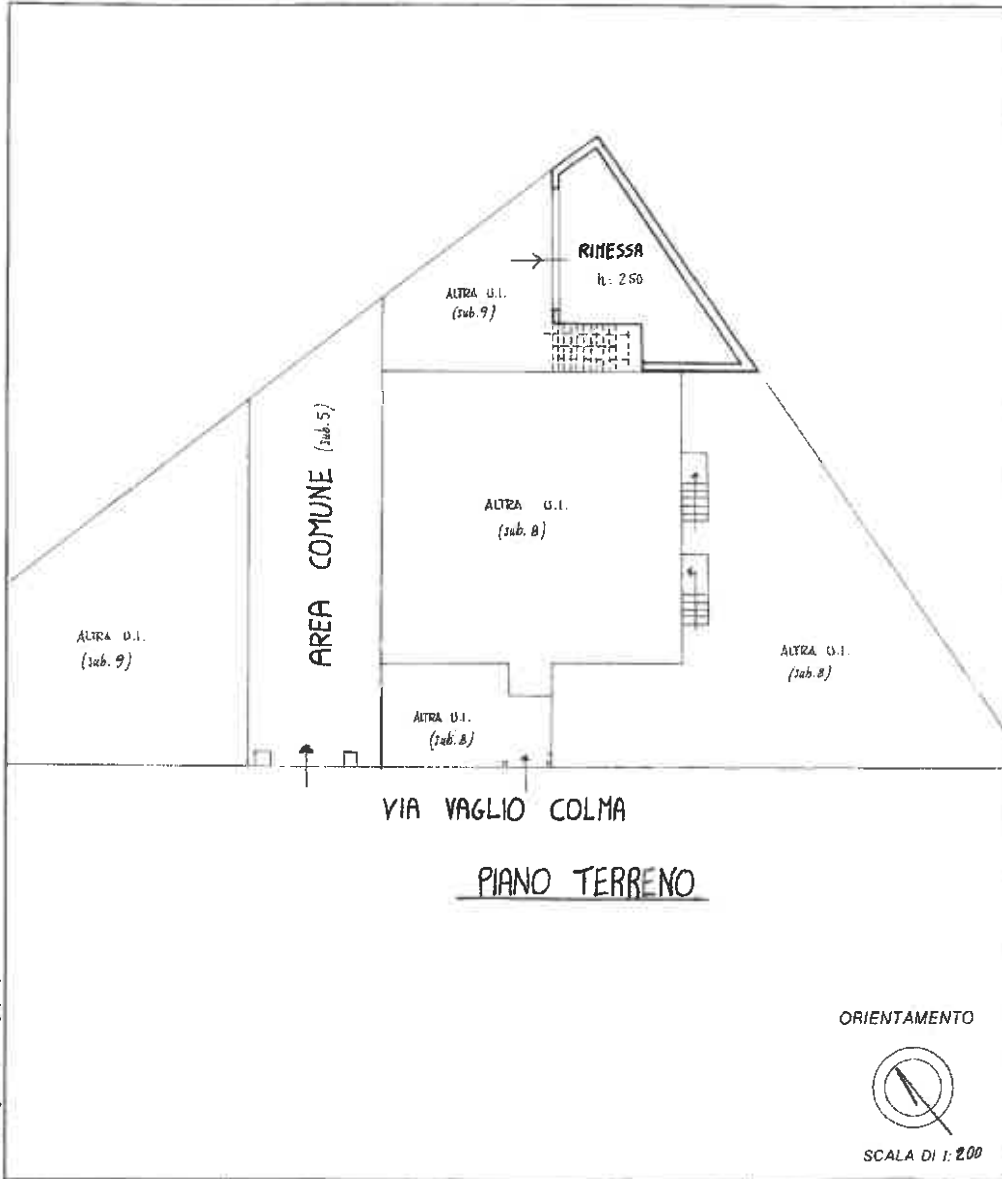 RIMESSA
h: 250
ALTRA U.I.
(sub. 9)
AREA COMUNE (sub. 5)
ALTRA U.I.
(sub. 8)
ALTRA U.I.
(sub. 9)
ALTRA U.I.
(sub. 8)
ALTRA U.I.
(sub. 8)
VIA VAGLIO COLMA
PIANO TERRENO
ORIENTAMENTO
SCALA DI 1: 200